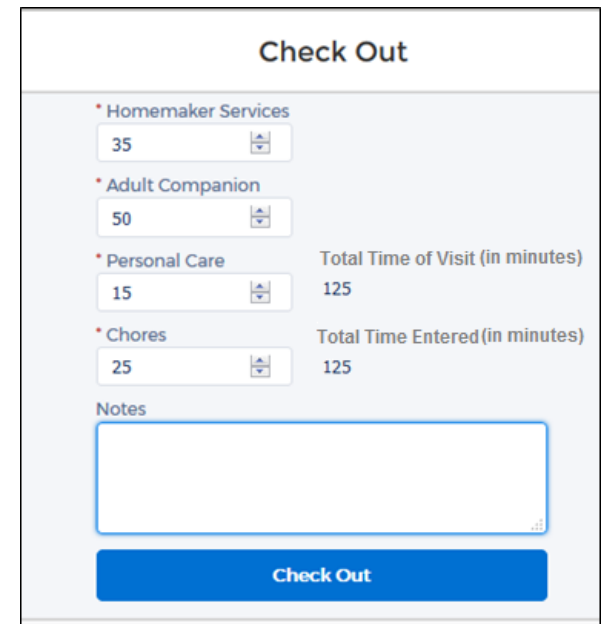 Check Out
* Homemaker Services
35
* Adult Companion
50
* Personal Care
15
Total Time of Visit (in minutes)
125
* Chores
25
Total Time Entered (in minutes)
125
Notes
Check Out